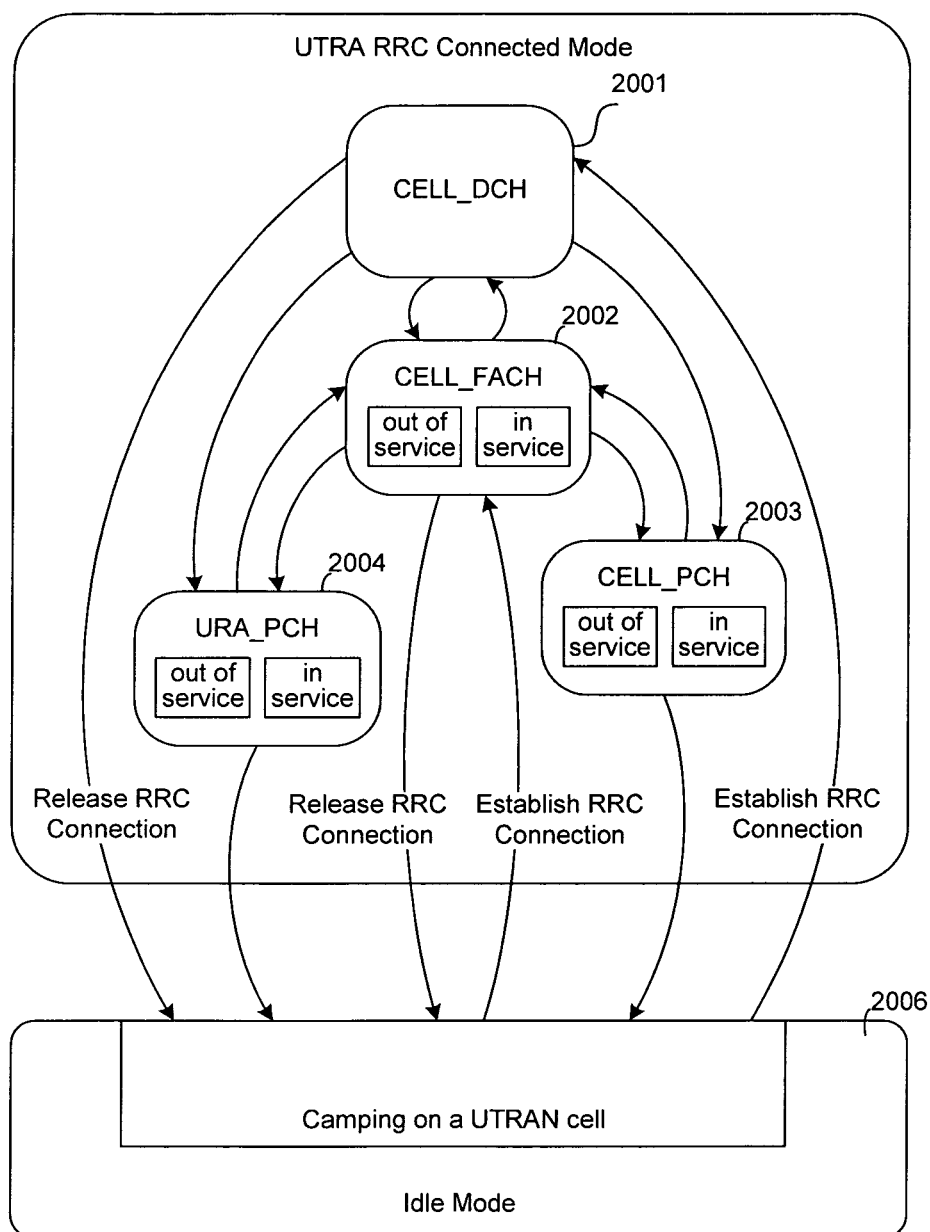 UTRA RRC Connected Mode
2001
CELL_DCH
2002
CELL_FACH
out of
service
in
service
2003
CELL_PCH
out of
service
in
service
2004
URA_PCH
out of
service
in
service
Release RRC
Connection
Release RRC
Connection
Establish RRC
Connection
Establish RRC
Connection
2006
Camping on a UTRAN cell
Idle Mode